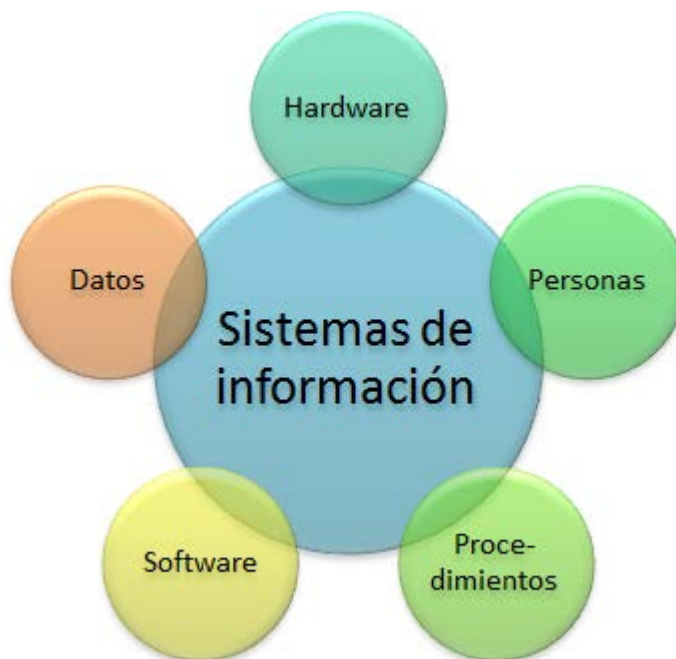 Hardware
Datos
Personas
Sistemas de
información
Software
Proce-
dimientos